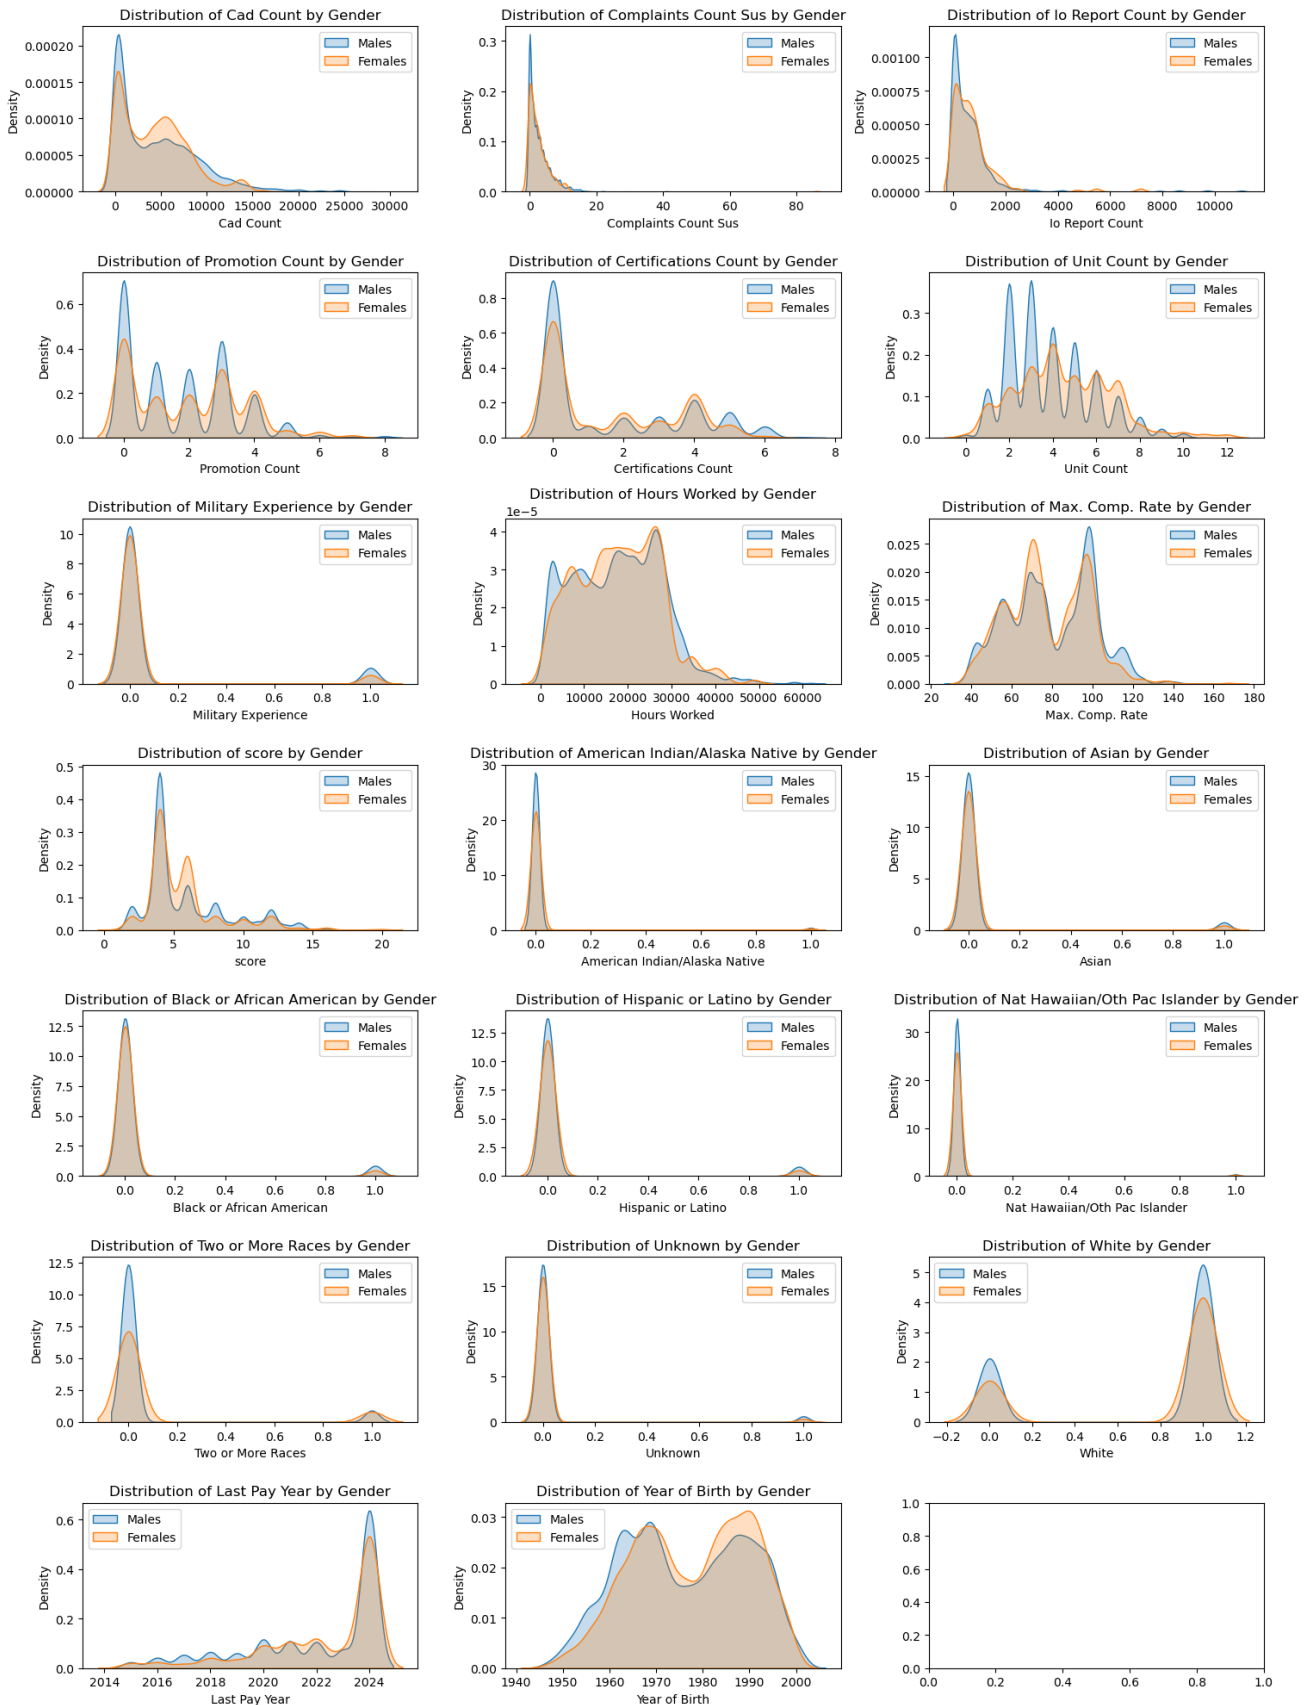 Distribution of Cad Count by Gender
Density
0.00020
0.00015
0.00010
0.00005
0.00000
Males
Females
0 5000 10000 15000 20000 25000 30000
Cad Count
Distribution of Complaints Count Sus by Gender
Density
0.3
0.2
0.1
0.0
Males
Females
0 20 40 60 80
Complaints Count Sus
Distribution of Io Report Count by Gender
Density
0.00100
0.00075
0.00050
0.00025
0.00000
Males
Females
0 2000 4000 6000 8000 10000
Io Report Count
Distribution of Promotion Count by Gender
Density
0.6
0.4
0.2
0.0
Males
Females
0 2 4 6 8
Promotion Count
Distribution of Certifications Count by Gender
Density
0.8
0.6
0.4
0.2
0.0
Males
Females
0 2 4 6 8
Certifications Count
Distribution of Unit Count by Gender
Density
0.3
0.2
0.1
0.0
Males
Females
0 2 4 6 8 10 12
Unit Count
Distribution of Military Experience by Gender
Density
10
8
6
4
2
0
Males
Females
0.0 0.2 0.4 0.6 0.8 1.0
Military Experience
Distribution of Hours Worked by Gender
1e−5
Density
4
3
2
1
0
Males
Females
0 10000 20000 30000 40000 50000 60000
Hours Worked
Distribution of Max. Comp. Rate by Gender
Density
0.025
0.020
0.015
0.010
0.005
0.000
Males
Females
20 40 60 80 100 120 140 160 180
Max. Comp. Rate
Distribution of score by Gender
Density
0.5
0.4
0.3
0.2
0.1
0.0
Males
Females
0 5 10 15 20
score
Distribution of American Indian/Alaska Native by Gender
Density
30
20
10
0
Males
Females
0.0 0.2 0.4 0.6 0.8 1.0
American Indian/Alaska Native
Distribution of Asian by Gender
Density
15
10
5
0
Males
Females
0.0 0.2 0.4 0.6 0.8 1.0
Asian
Distribution of Black or African American by Gender
Density
12.5
10.0
7.5
5.0
2.5
0.0
Males
Females
0.0 0.2 0.4 0.6 0.8 1.0
Black or African American
Distribution of Hispanic or Latino by Gender
Density
12.5
10.0
7.5
5.0
2.5
0.0
Males
Females
0.0 0.2 0.4 0.6 0.8 1.0
Hispanic or Latino
Distribution of Nat Hawaiian/Oth Pac Islander by Gender
Density
30
20
10
0
Males
Females
0.0 0.2 0.4 0.6 0.8 1.0
Nat Hawaiian/Oth Pac Islander
Distribution of Two or More Races by Gender
Density
12.5
10.0
7.5
5.0
2.5
0.0
Males
Females
0.0 0.2 0.4 0.6 0.8 1.0
Two or More Races
Distribution of Unknown by Gender
Density
15
10
5
0
Males
Females
0.0 0.2 0.4 0.6 0.8 1.0
Unknown
Distribution of White by Gender
Density
5
4
3
2
1
0
Males
Females
−0.2 0.0 0.2 0.4 0.6 0.8 1.0 1.2
White
Distribution of Last Pay Year by Gender
Density
0.6
0.4
0.2
0.0
Males
Females
2014 2016 2018 2020 2022 2024
Last Pay Year
Distribution of Year of Birth by Gender
Density
0.03
0.02
0.01
0.00
Males
Females
1940 1950 1960 1970 1980 1990 2000
Year of Birth
1.0
0.8
0.6
0.4
0.2
0.0
0.0 0.2 0.4 0.6 0.8 1.0